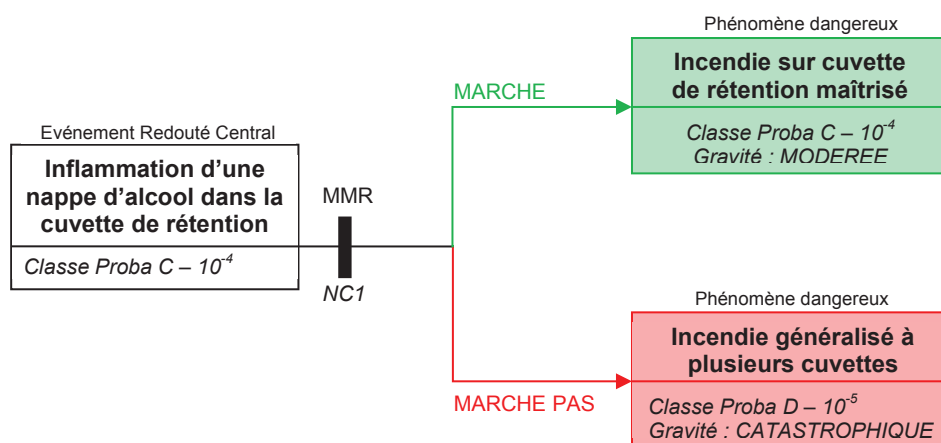 Phénomène dangereux
Incendie sur cuvette
de rétention maîtrisé
Classe Proba C – 10⁻⁴
Gravité : MODEREE
MARCHE
Evénement Redouté Central
Inflammation d’une
nappe d’alcool dans la
cuvette de rétention
Classe Proba C – 10⁻⁴
MMR
NC1
Phénomène dangereux
Incendie généralisé à
plusieurs cuvettes
Classe Proba D – 10⁻⁵
Gravité : CATASTROPHIQUE
MARCHE PAS